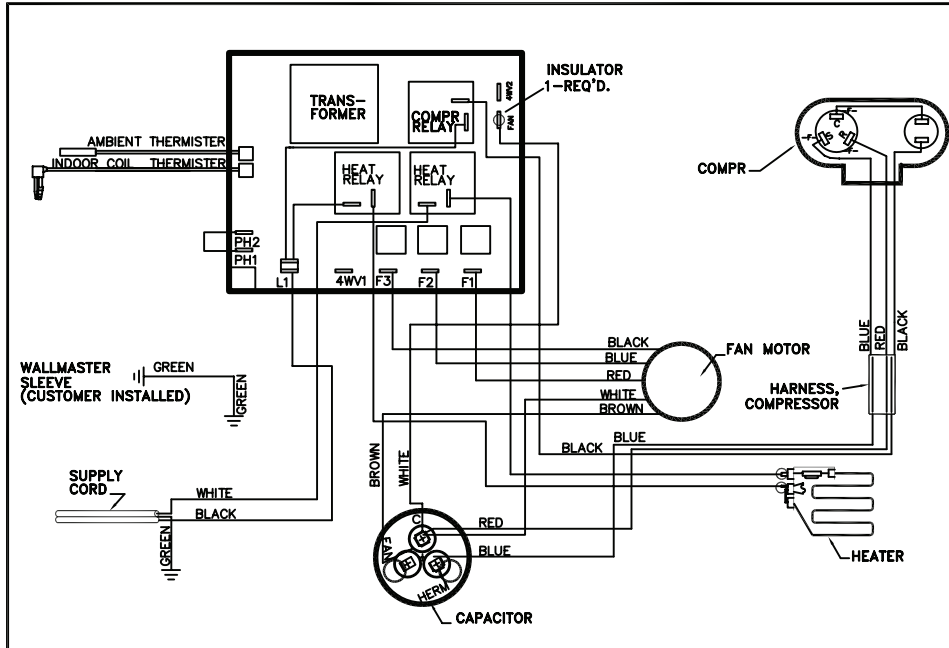 INSULATOR
1-REQ'D.
4WV2
FAN
TRANS-
FORMER
COMPR
RELAY
AMBIENT THERMISTER
INDOOR COIL THERMISTER
HEAT
RELAY
HEAT
RELAY
COMPR
C
F
S
R
F
F
PH2
PH1
L1
4WV1
F3
F2
F1
BLUE
RED
BLACK
BLACK
BLUE
RED
WHITE
BROWN
FAN MOTOR
HARNESS,
COMPRESSOR
WALLMASTER
SLEEVE
(CUSTOMER INSTALLED)
GREEN
GREEN
BLUE
BLACK
BROWN
WHITE
SUPPLY
CORD
WHITE
BLACK
GREEN
C
FAN
HERM
RED
BLUE
HEATER
CAPACITOR